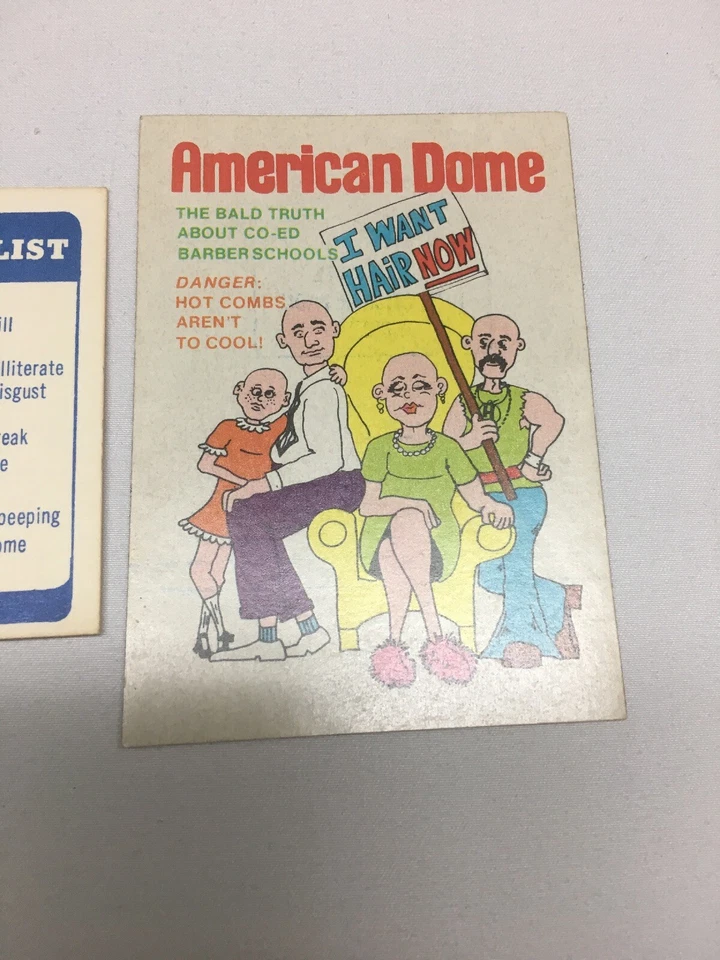 American Dome
THE BALD TRUTH
ABOUT CO-ED
BARBER SCHOOLS
DANGER:
HOT COMBS
AREN'T
TO COOL!
I WANT
HAiR NOW
LIST
ill
lliterate
isgust
eak
e
peeping
ome